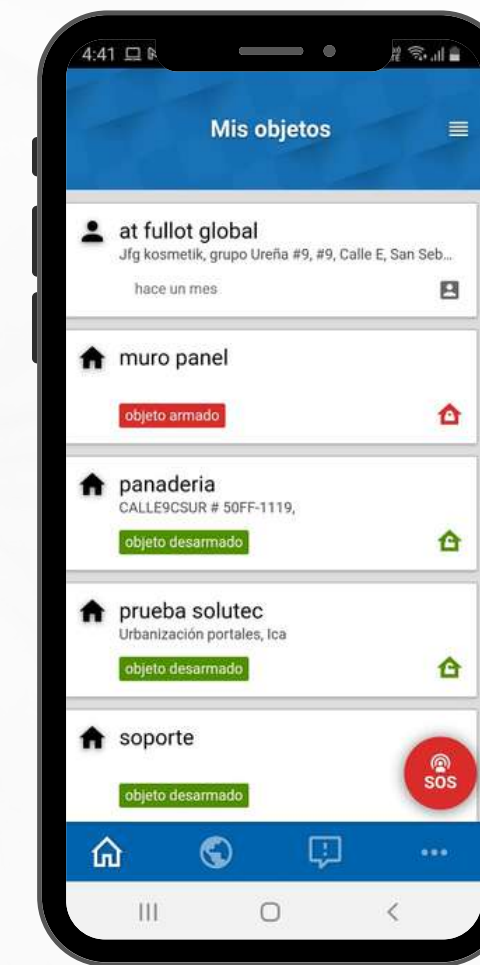 4:41
Mis objetos
at fullot global
Jfg kosmetik, grupo Ureña #9, #9, Calle E, San Seb...
hace un mes
muro panel
objeto armado
panaderia
CALLE9CSUR # 50FF-1119,
objeto desarmado
prueba solutec
Urbanización portales, Ica
objeto desarmado
soporte
SOS
objeto desarmado